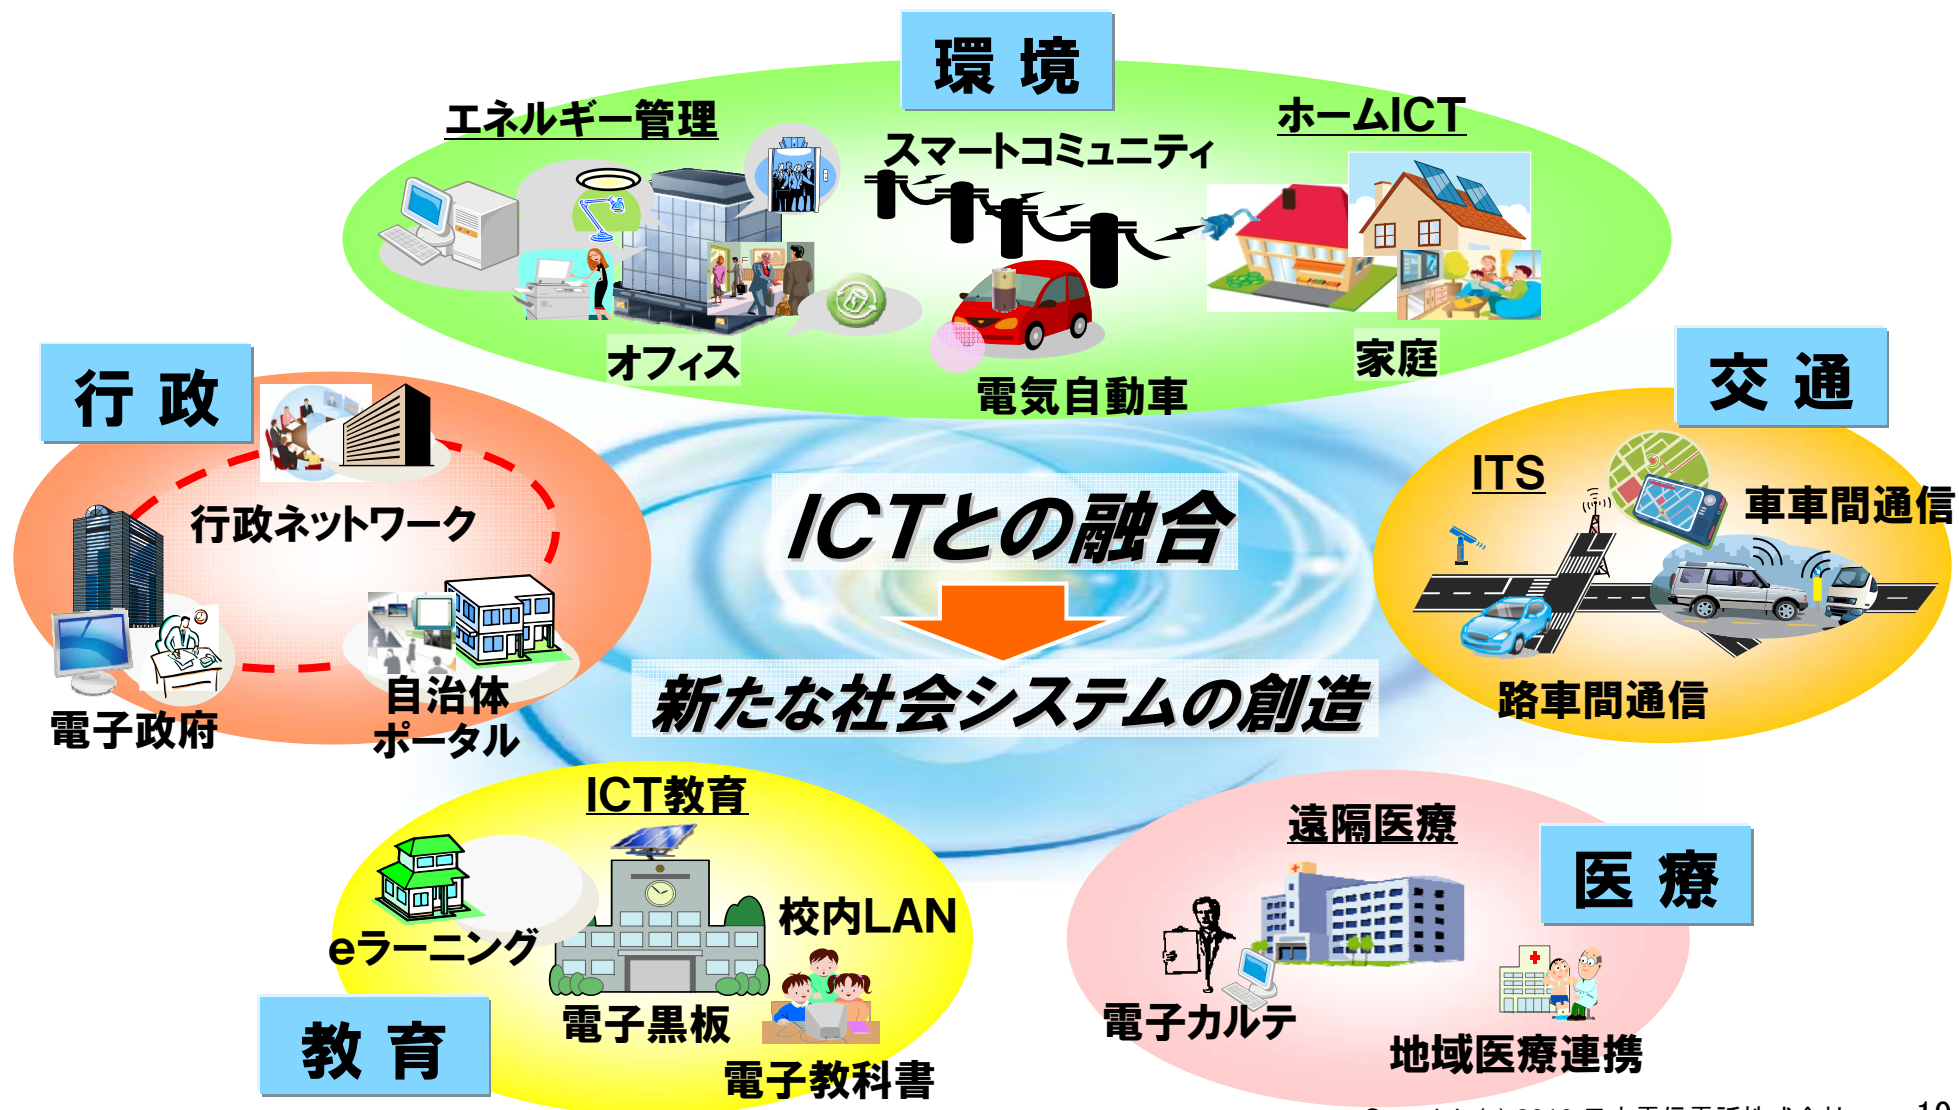 環 境
エネルギー管理
スマートコミュニティ
ホームICT
オフィス
電気自動車
家庭
行 政
行政ネットワーク
電子政府
自治体
ポータル
交 通
ITS
車車間通信
路車間通信
ICTとの融合
新たな社会システムの創造
ICT教育
eラーニング
校内LAN
電子黒板
電子教科書
教 育
遠隔医療
医 療
電子カルテ
地域医療連携